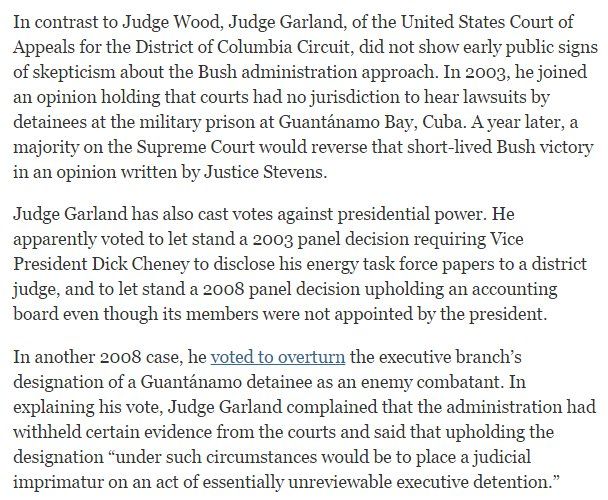 In contrast to Judge Wood, Judge Garland, of the United States Court of
Appeals for the District of Columbia Circuit, did not show early public signs
of skepticism about the Bush administration approach. In 2003, he joined
an opinion holding that courts had no jurisdiction to hear lawsuits by
detainees at the military prison at Guantánamo Bay, Cuba. A year later, a
majority on the Supreme Court would reverse that short-lived Bush victory
in an opinion written by Justice Stevens.
Judge Garland has also cast votes against presidential power. He
apparently voted to let stand a 2003 panel decision requiring Vice
President Dick Cheney to disclose his energy task force papers to a district
judge, and to let stand a 2008 panel decision upholding an accounting
board even though its members were not appointed by the president.
In another 2008 case, he voted to overturn the executive branch’s
designation of a Guantánamo detainee as an enemy combatant. In
explaining his vote, Judge Garland complained that the administration had
withheld certain evidence from the courts and said that upholding the
designation “under such circumstances would be to place a judicial
imprimatur on an act of essentially unreviewable executive detention.”